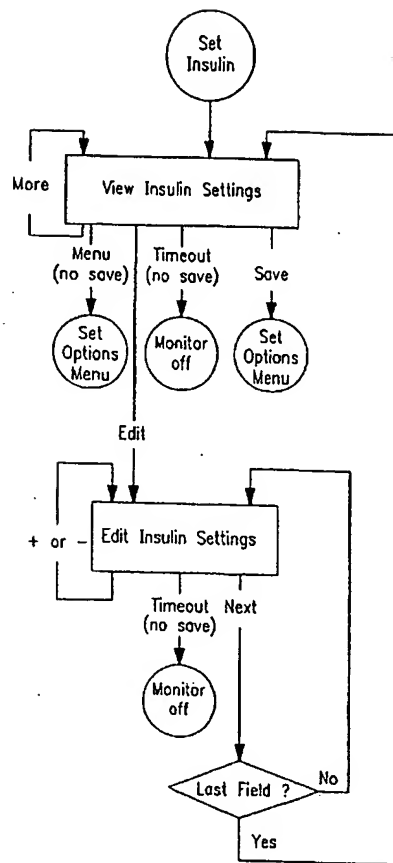 Set
Insulin
More
View Insulin Settings
Menu
(no save)
Timeout
(no save)
Save
Set
Options
Menu
Monitor
off
Set
Options
Menu
Edit
+ or -
Edit Insulin Settings
Timeout
(no save)
Next
Monitor
off
Last Field ?
No
Yes